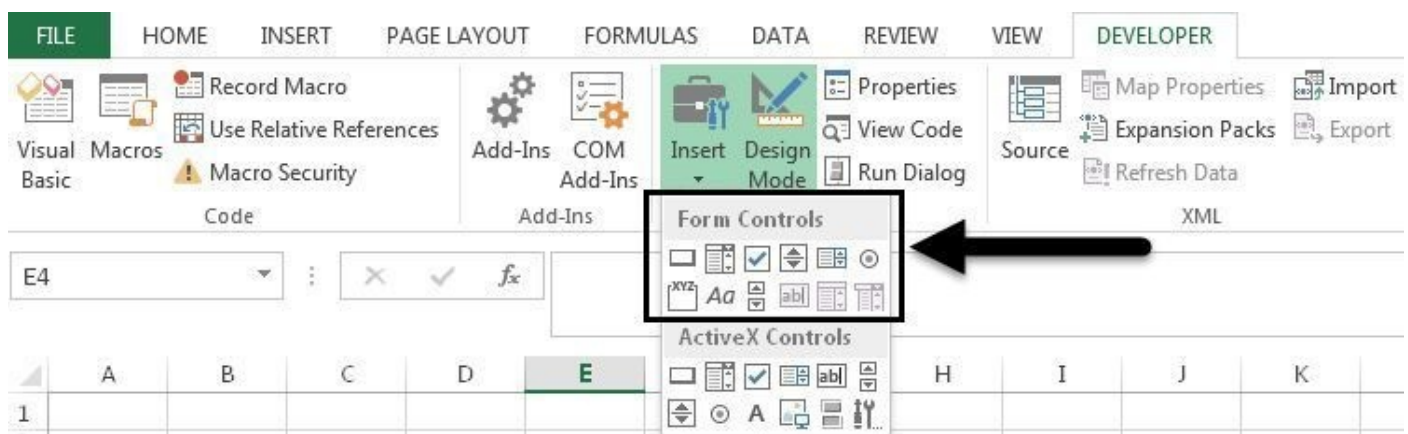 FILE HOME INSERT PAGE LAYOUT FORMULAS DATA REVIEW VIEW DEVELOPER
Visual Basic
Macros
Record Macro
Use Relative References
Macro Security
Code
Add-Ins
COM Add-Ins
Add-Ins
Insert
Design Mode
Properties
View Code
Run Dialog
Source
Map Properties
Expansion Packs
Refresh Data
Import
Export
XML
Form Controls
XYZ Aa ab|
E4 fx
ActiveX Controls
ab|
A
A B C D E H I J K
1